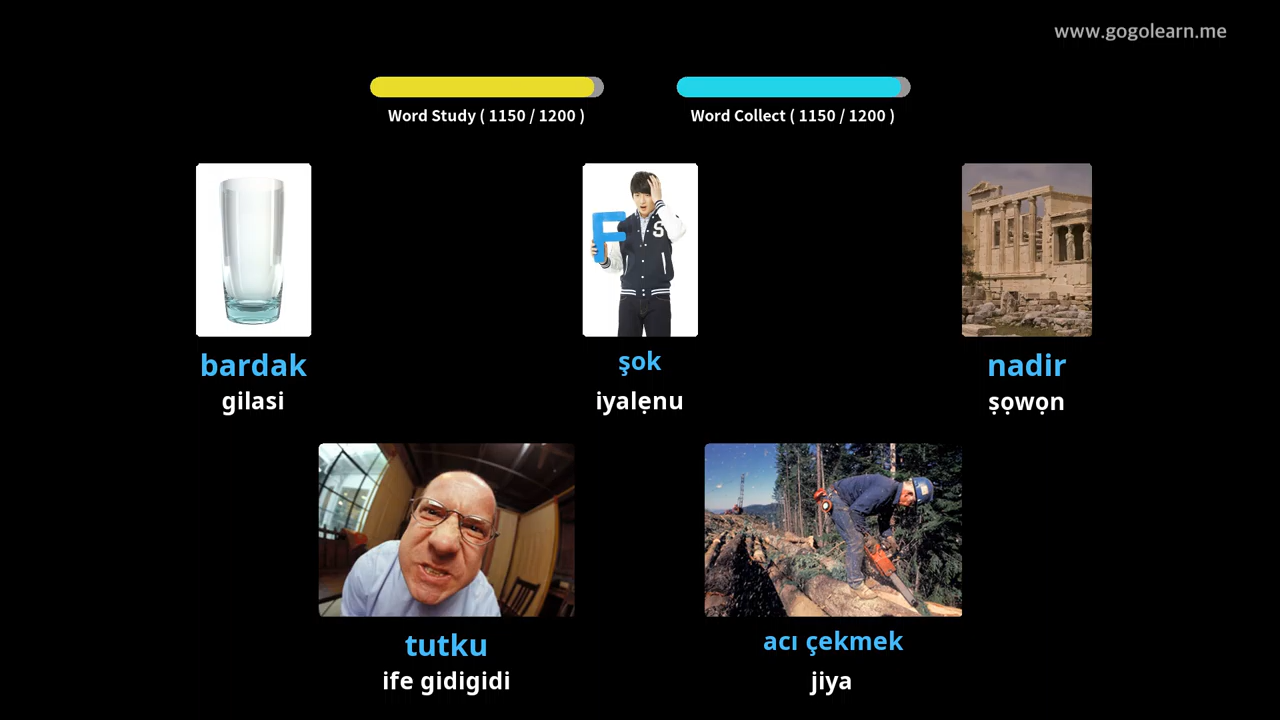 www.gogolearn.me
Word Study ( 1150 / 1200 )
Word Collect ( 1150 / 1200 )
F
S
bardak
gilasi
şok
iyalẹnu
nadir
ṣọwọn
tutku
ife gidigidi
acı çekmek
jiya